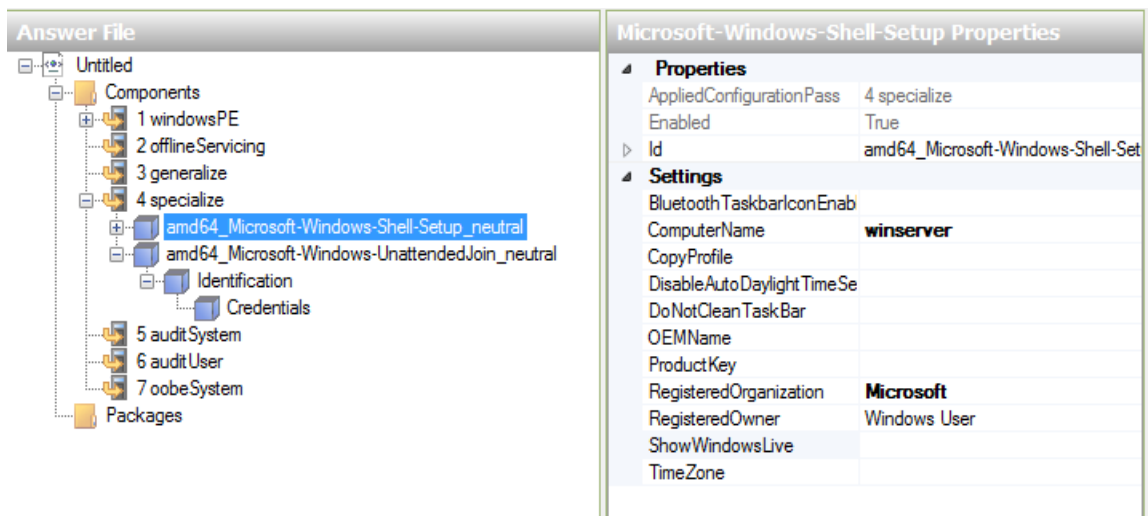 Answer File
Untitled
Components
1 windowsPE
2 offlineServicing
3 generalize
4 specialize
amd64_Microsoft-Windows-Shell-Setup_neutral
amd64_Microsoft-Windows-UnattendedJoin_neutral
Identification
Credentials
5 auditSystem
6 auditUser
7 oobeSystem
Packages
Microsoft-Windows-Shell-Setup Properties
Properties
AppliedConfigurationPass 4 specialize
Enabled True
Id amd64_Microsoft-Windows-Shell-Set
Settings
BluetoothTaskbarIconEnabl
ComputerName winserver
CopyProfile
DisableAutoDaylightTimeSe
DoNotCleanTaskBar
OEMName
ProductKey
RegisteredOrganization Microsoft
RegisteredOwner Windows User
ShowWindowsLive
TimeZone